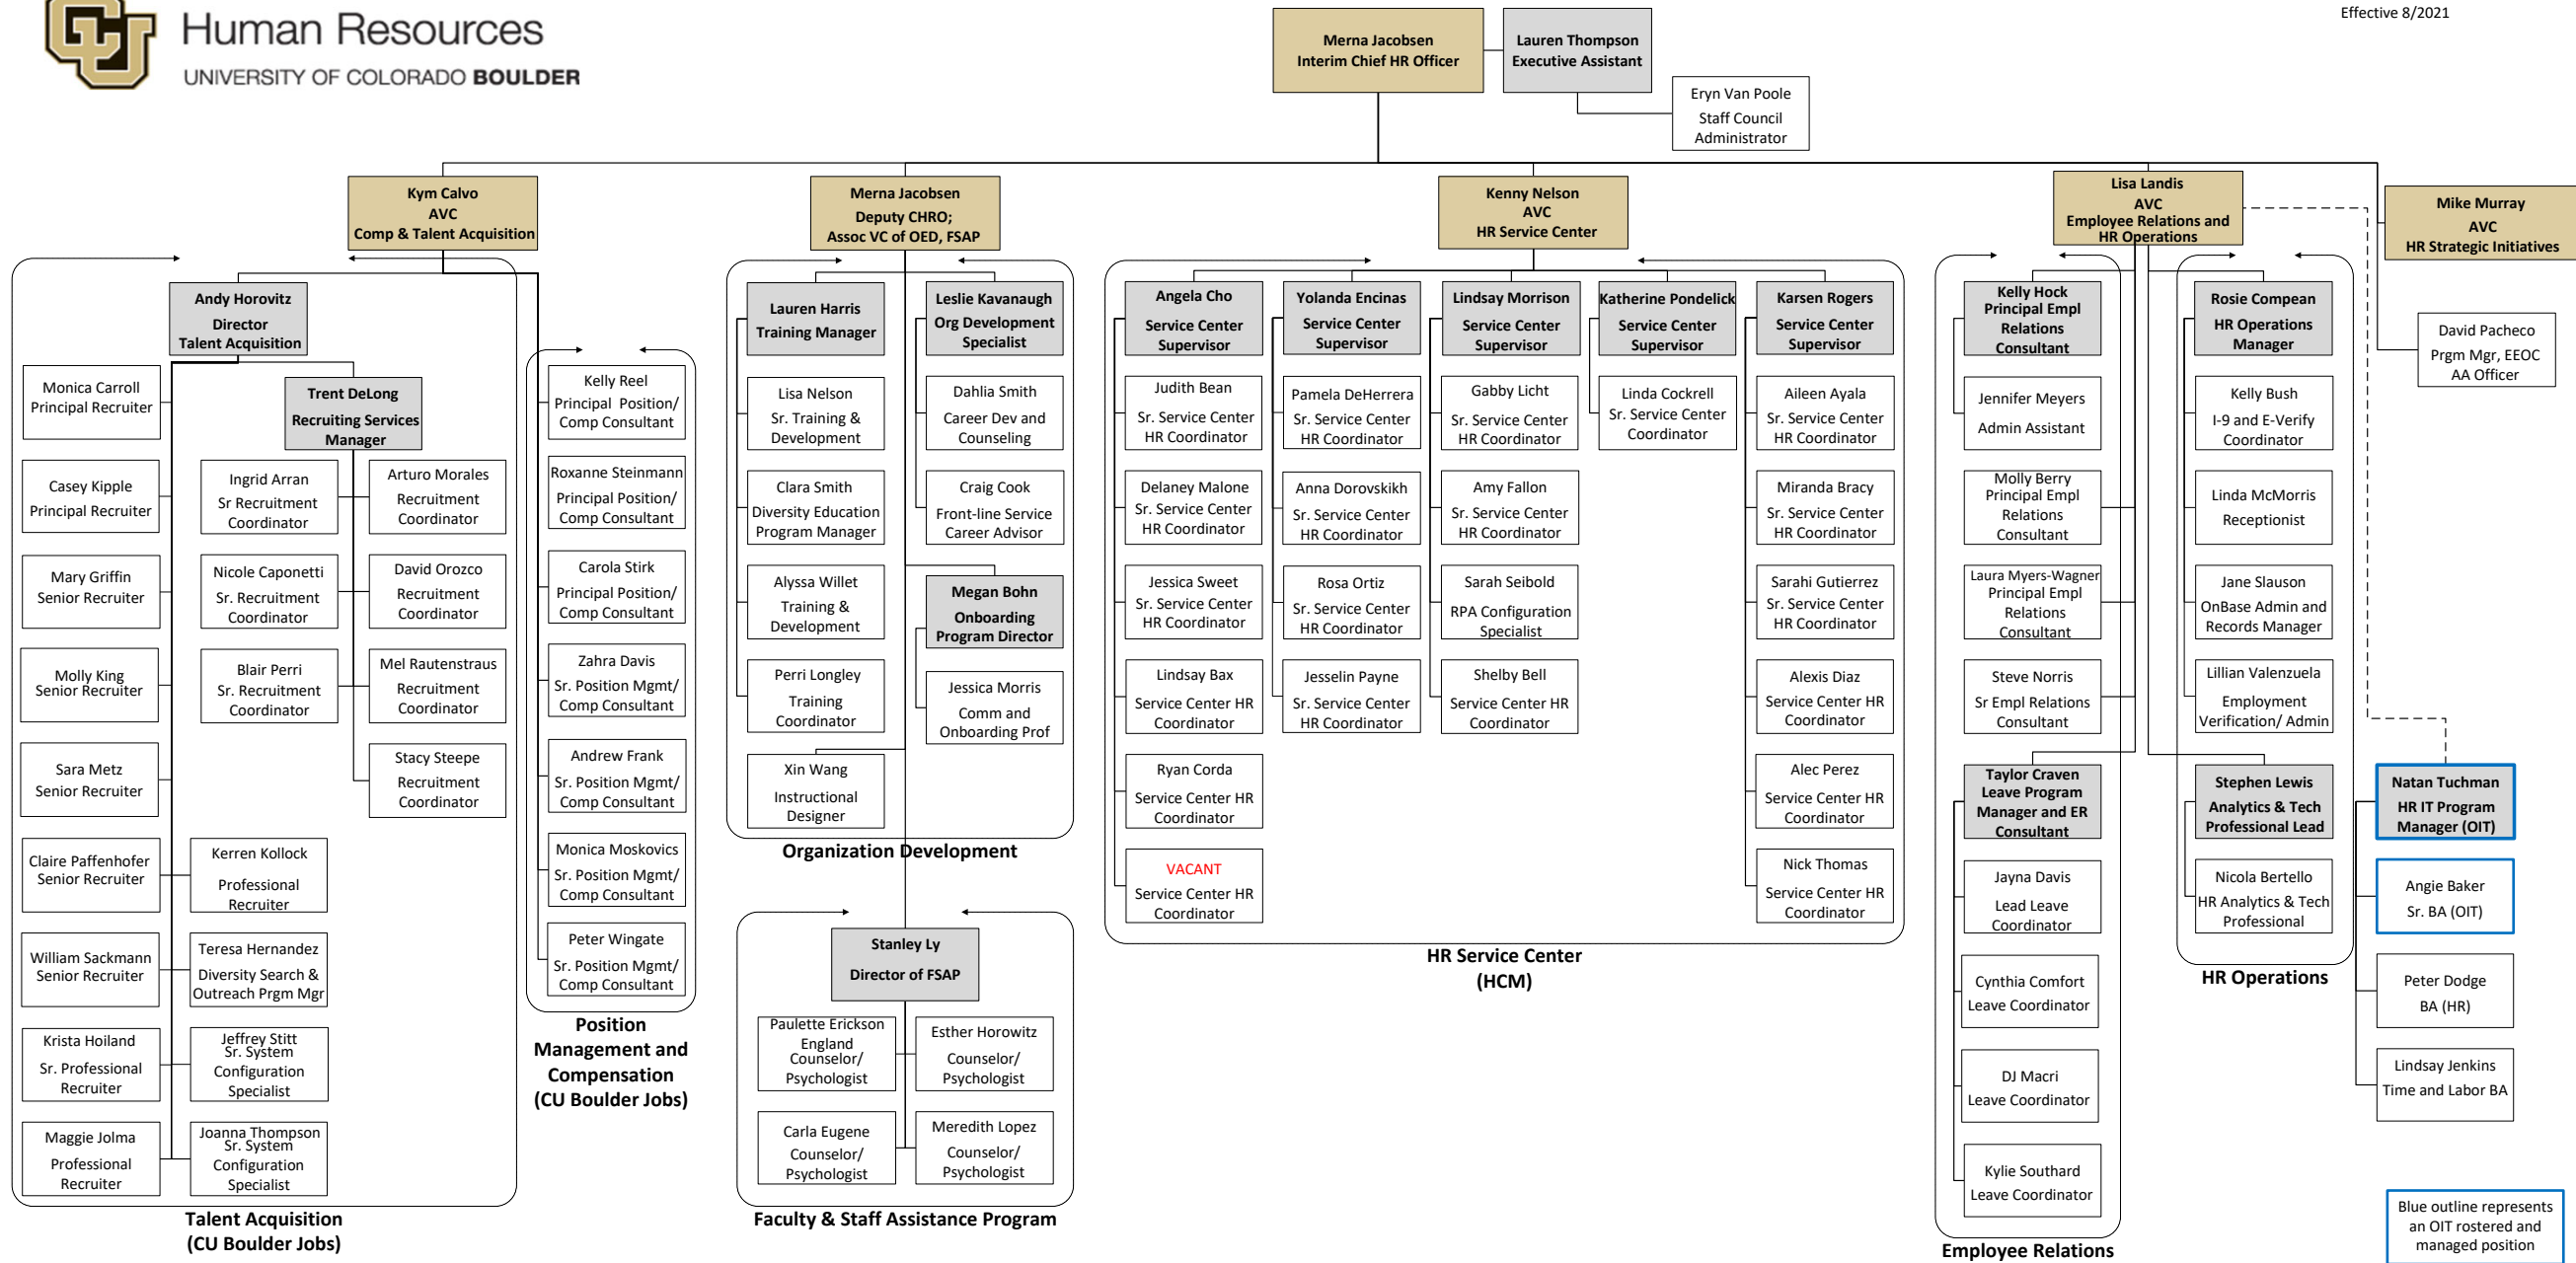 Human Resources
UNIVERSITY OF COLORADO BOULDER
Effective 8/2021
Merna Jacobsen
Interim Chief HR Officer
Lauren Thompson
Executive Assistant
Eryn Van Poole
Staff Council
Administrator
Kym Calvo
AVC
Comp & Talent Acquisition
Merna Jacobsen
Deputy CHRO;
Assoc VC of OED, FSAP
Kenny Nelson
AVC
HR Service Center
Lisa Landis
AVC
Employee Relations and
HR Operations
Mike Murray
AVC
HR Strategic Initiatives
Andy Horovitz
Director
Talent Acquisition
Monica Carroll
Principal Recruiter
Casey Kipple
Principal Recruiter
Mary Griffin
Senior Recruiter
Molly King
Senior Recruiter
Sara Metz
Senior Recruiter
Claire Paffenhofer
Senior Recruiter
William Sackmann
Senior Recruiter
Krista Hoiland
Sr. Professional
Recruiter
Maggie Jolma
Professional
Recruiter
Trent DeLong
Recruiting Services
Manager
Ingrid Arran
Sr Recruitment
Coordinator
Nicole Caponetti
Sr. Recruitment
Coordinator
Blair Perri
Sr. Recruitment
Coordinator
Arturo Morales
Recruitment
Coordinator
David Orozco
Recruitment
Coordinator
Mel Rautenstraus
Recruitment
Coordinator
Stacy Steepe
Recruitment
Coordinator
Kerren Kollock
Professional
Recruiter
Teresa Hernandez
Diversity Search &
Outreach Prgm Mgr
Jeffrey Stitt
Sr. System
Configuration
Specialist
Joanna Thompson
Sr. System
Configuration
Specialist
Talent Acquisition
(CU Boulder Jobs)
Kelly Reel
Principal Position/
Comp Consultant
Roxanne Steinmann
Principal Position/
Comp Consultant
Carola Stirk
Principal Position/
Comp Consultant
Zahra Davis
Sr. Position Mgmt/
Comp Consultant
Andrew Frank
Sr. Position Mgmt/
Comp Consultant
Monica Moskovics
Sr. Position Mgmt/
Comp Consultant
Peter Wingate
Sr. Position Mgmt/
Comp Consultant
Position
Management and
Compensation
(CU Boulder Jobs)
Lauren Harris
Training Manager
Lisa Nelson
Sr. Training &
Development
Clara Smith
Diversity Education
Program Manager
Alyssa Willet
Training &
Development
Perri Longley
Training
Coordinator
Xin Wang
Instructional
Designer
Leslie Kavanaugh
Org Development
Specialist
Dahlia Smith
Career Dev and
Counseling
Craig Cook
Front-line Service
Career Advisor
Megan Bohn
Onboarding
Program Director
Jessica Morris
Comm and
Onboarding Prof
Organization Development
Stanley Ly
Director of FSAP
Paulette Erickson
England
Counselor/
Psychologist
Esther Horowitz
Counselor/
Psychologist
Carla Eugene
Counselor/
Psychologist
Meredith Lopez
Counselor/
Psychologist
Faculty & Staff Assistance Program
Angela Cho
Service Center
Supervisor
Judith Bean
Sr. Service Center
HR Coordinator
Delaney Malone
Sr. Service Center
HR Coordinator
Jessica Sweet
Sr. Service Center
HR Coordinator
Lindsay Bax
Service Center HR
Coordinator
Ryan Corda
Service Center HR
Coordinator
VACANT
Service Center HR
Coordinator
Yolanda Encinas
Service Center
Supervisor
Pamela DeHerrera
Sr. Service Center
HR Coordinator
Anna Dorovskikh
Sr. Service Center
HR Coordinator
Rosa Ortiz
Sr. Service Center
HR Coordinator
Jesselin Payne
Sr. Service Center
HR Coordinator
Lindsay Morrison
Service Center
Supervisor
Gabby Licht
Sr. Service Center
HR Coordinator
Amy Fallon
Sr. Service Center
HR Coordinator
Sarah Seibold
RPA Configuration
Specialist
Shelby Bell
Service Center HR
Coordinator
Katherine Pondelick
Service Center
Supervisor
Linda Cockrell
Sr. Service Center
Coordinator
Karsen Rogers
Service Center
Supervisor
Aileen Ayala
Sr. Service Center
HR Coordinator
Miranda Bracy
Sr. Service Center
HR Coordinator
Sarahi Gutierrez
Sr. Service Center
HR Coordinator
Alexis Diaz
Service Center HR
Coordinator
Alec Perez
Service Center HR
Coordinator
Nick Thomas
Service Center HR
Coordinator
HR Service Center
(HCM)
Kelly Hock
Principal Empl
Relations
Consultant
Jennifer Meyers
Admin Assistant
Molly Berry
Principal Empl
Relations
Consultant
Laura Myers-Wagner
Principal Empl
Relations
Consultant
Steve Norris
Sr Empl Relations
Consultant
Taylor Craven
Leave Program
Manager and ER
Consultant
Jayna Davis
Lead Leave
Coordinator
Cynthia Comfort
Leave Coordinator
DJ Macri
Leave Coordinator
Kylie Southard
Leave Coordinator
Employee Relations
Rosie Compean
HR Operations
Manager
Kelly Bush
I-9 and E-Verify
Coordinator
Linda McMorris
Receptionist
Jane Slauson
OnBase Admin and
Records Manager
Lillian Valenzuela
Employment
Verification/ Admin
Stephen Lewis
Analytics & Tech
Professional Lead
Nicola Bertello
HR Analytics & Tech
Professional
HR Operations
David Pacheco
Prgm Mgr, EEOC
AA Officer
Natan Tuchman
HR IT Program
Manager (OIT)
Angie Baker
Sr. BA (OIT)
Peter Dodge
BA (HR)
Lindsay Jenkins
Time and Labor BA
Blue outline represents
an OIT rostered and
managed position